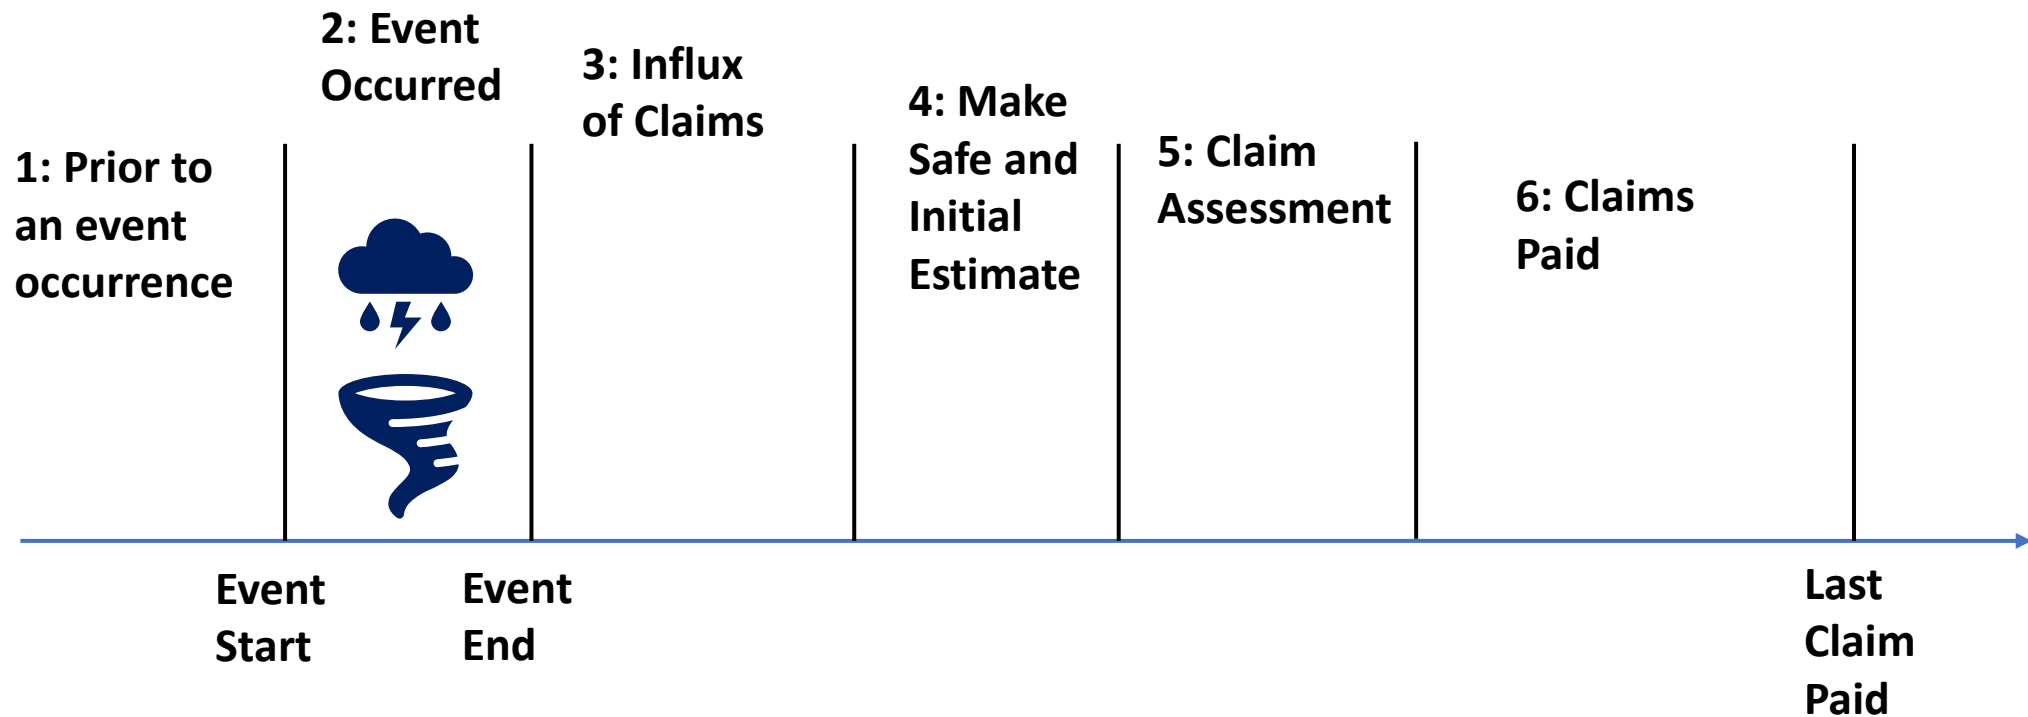 1: Prior to
an event
occurrence
2: Event
Occurred
3: Influx
of Claims
4: Make
Safe and
Initial
Estimate
5: Claim
Assessment
6: Claims
Paid
Event
Start
Event
End
Last
Claim
Paid